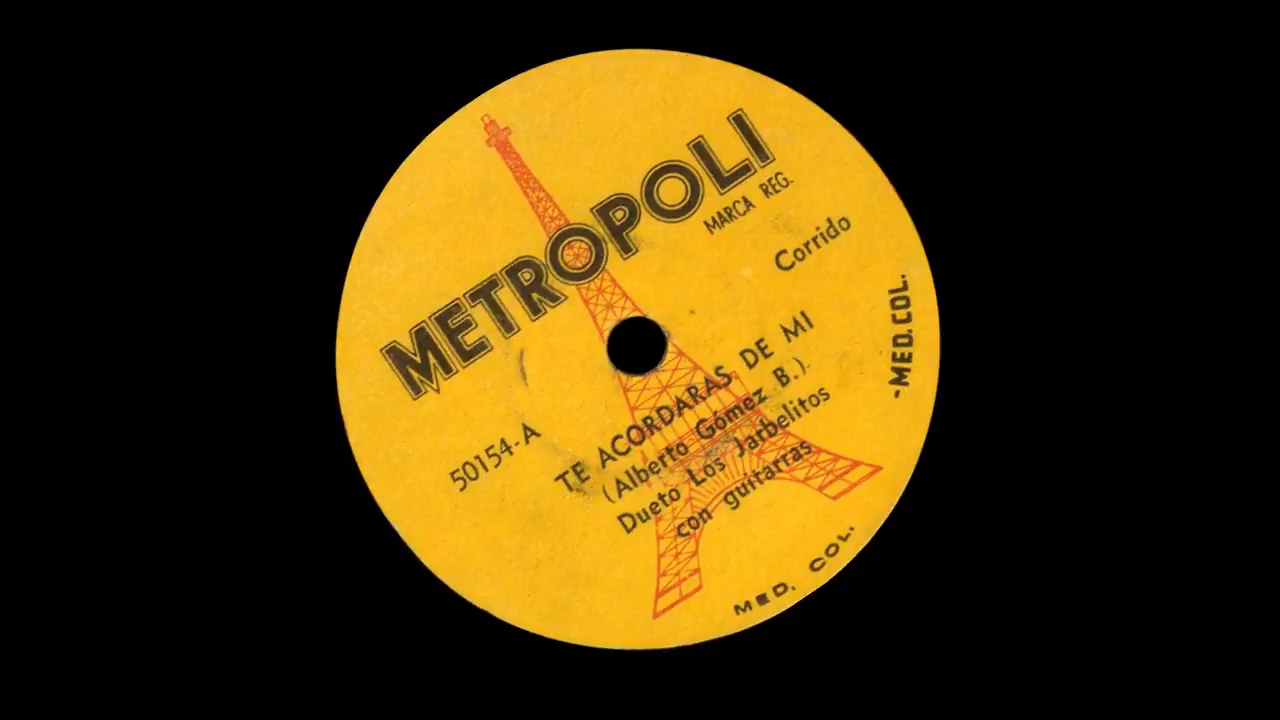 METROPOLI
MARCA REG.
Corrido
50154-A
TE ACORDARAS DE MI
(Alberto Gómez B.)
Dueto Los Jarbelitos
con guitarras
-MED. COL.
MED. COL.